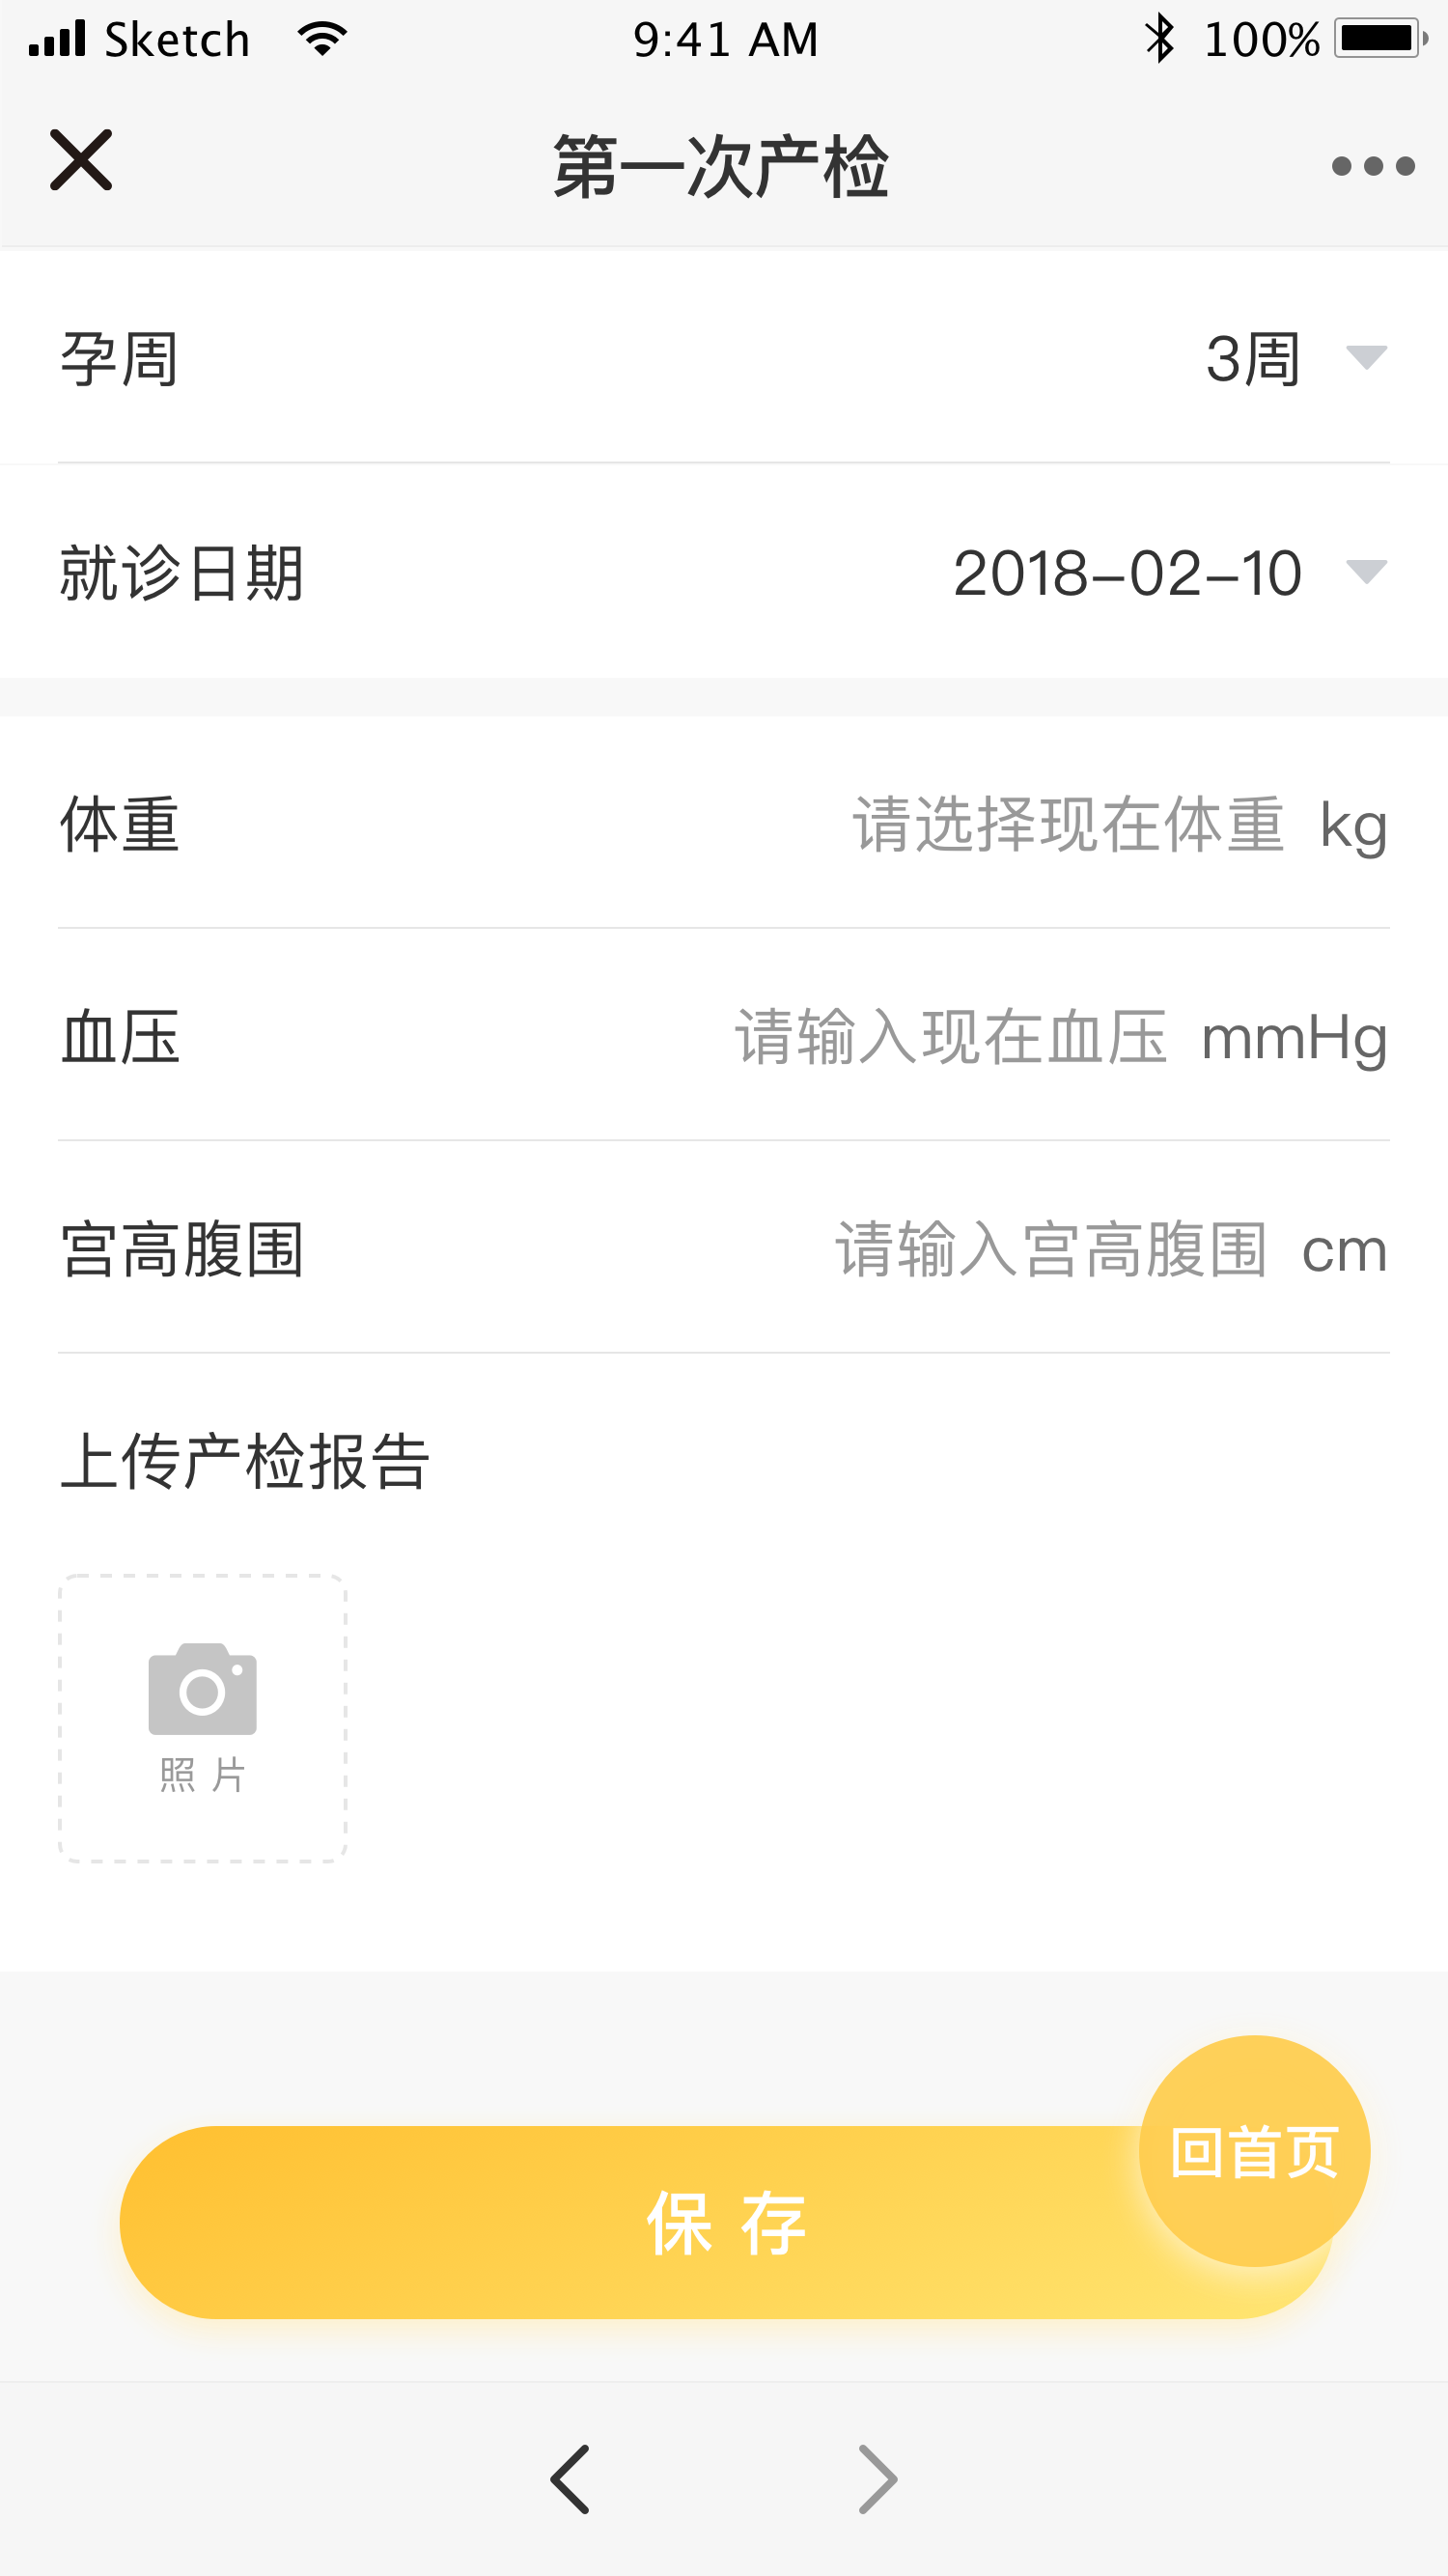 Sketch 9:41 AM 100%
第一次产检
孕周 3周
就诊日期 2018-02-10
体重 请选择现在体重 kg
血压 请输入现在血压 mmHg
宫高腹围 请输入宫高腹围 cm
上传产检报告
照片
回首页
保存